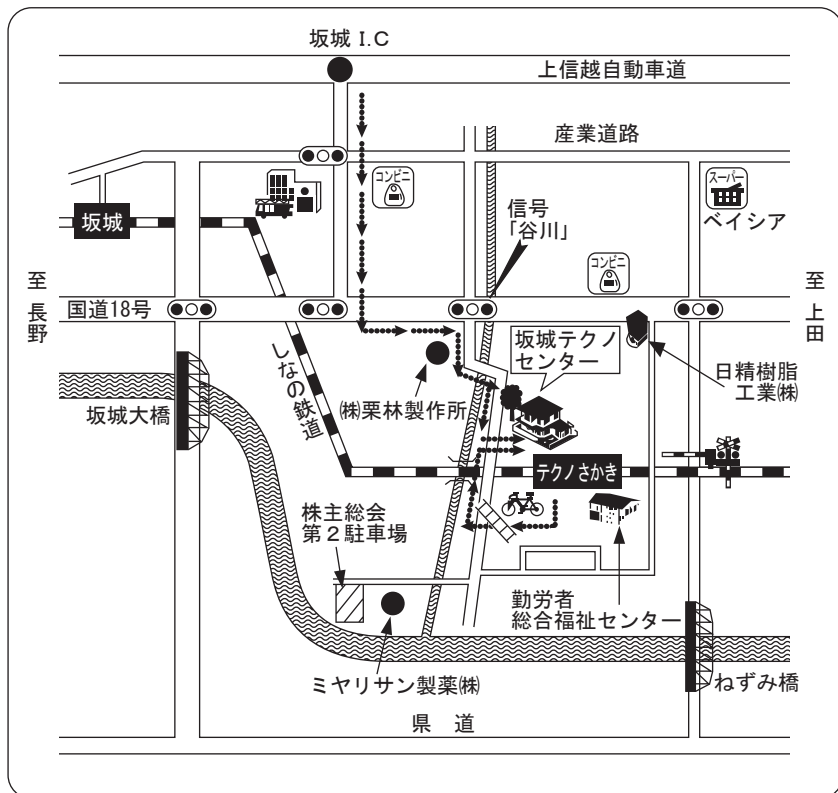 坂城 I.C
上信越自動車道
産業道路
コンビニ
スーパー
ベイシア
坂城
信号
「谷川」
コンビニ
至
長
野
至
上
田
国道18号
坂城テクノ
センター
しなの鉄道
日精樹脂
工業㈱
坂城大橋
㈱栗林製作所
テクノさかき
株主総会
第2駐車場
勤労者
総合福祉センター
ミヤリサン製薬㈱
ねずみ橋
県　道